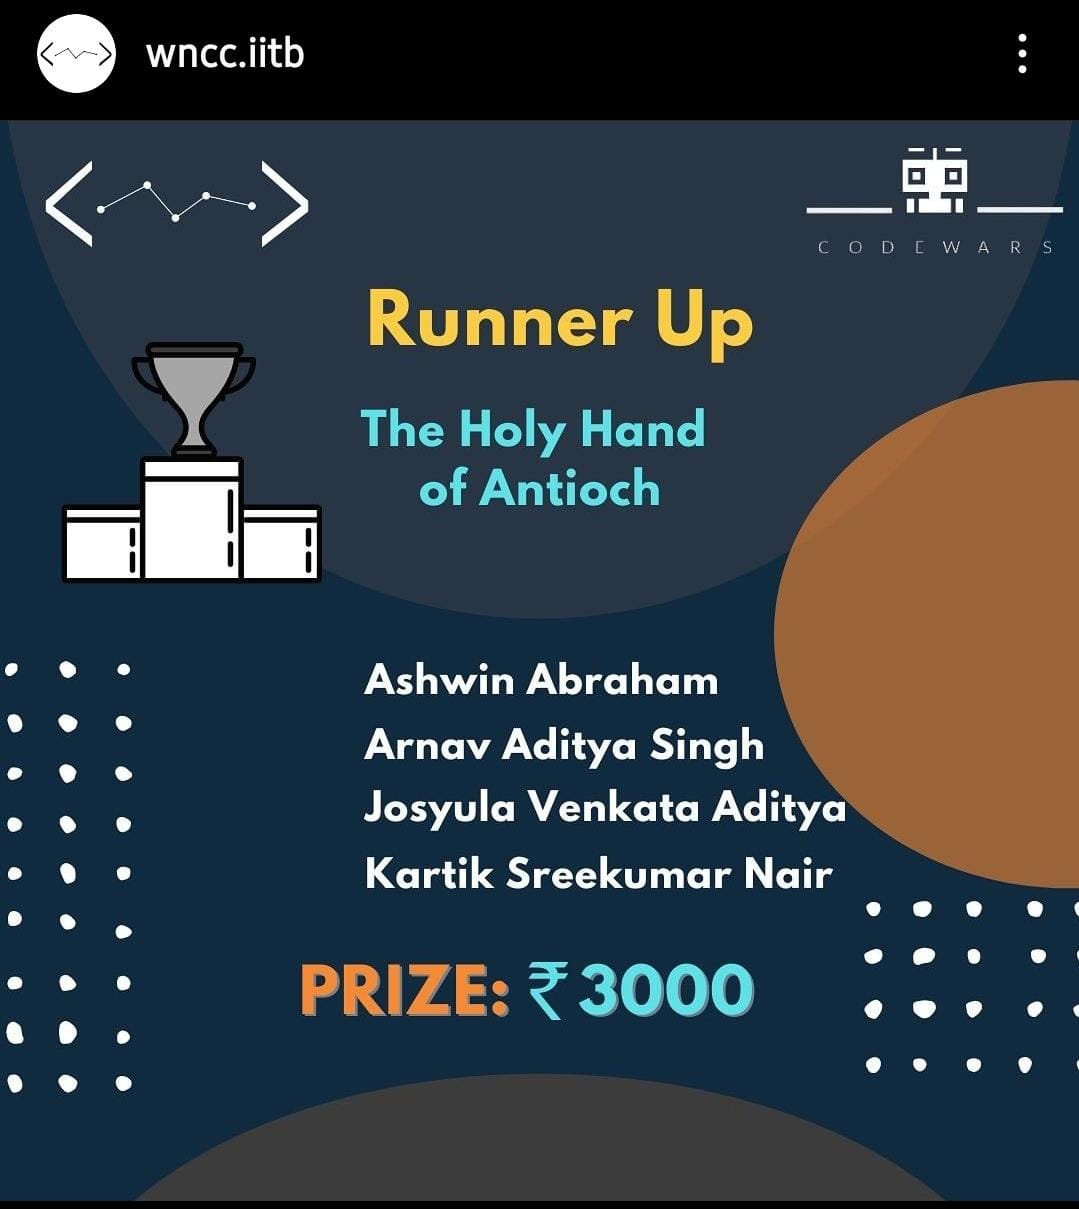 wncc.iitb
CODEWARS
Runner Up
The Holy Hand
of Antioch
Ashwin Abraham
Arnav Aditya Singh
Josyula Venkata Aditya
Kartik Sreekumar Nair
PRIZE: ₹3000